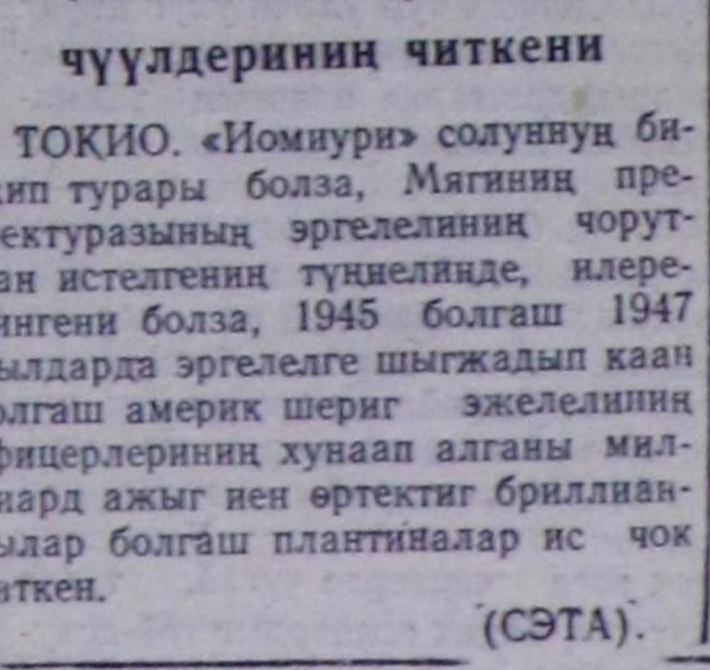 чүүлдериниң читкени
ТОКИО. «Иомиури» солуннуң би-
кип турары болза, Мягиниң пре-
ектуразының эргелелиниң чорут-
ан истелгениң түңнелинде, илере-
ингени болза, 1945 болгаш 1947
ылдарда эргелелге шыгжадып каан
олгаш америк шериг эжелелиниң
фицерлериниң хунаап алганы мил-
иард ажыг иен өртектиг бриллиан-
ылар болгаш плантиналар ис чок
иткен.
(СЭТА).